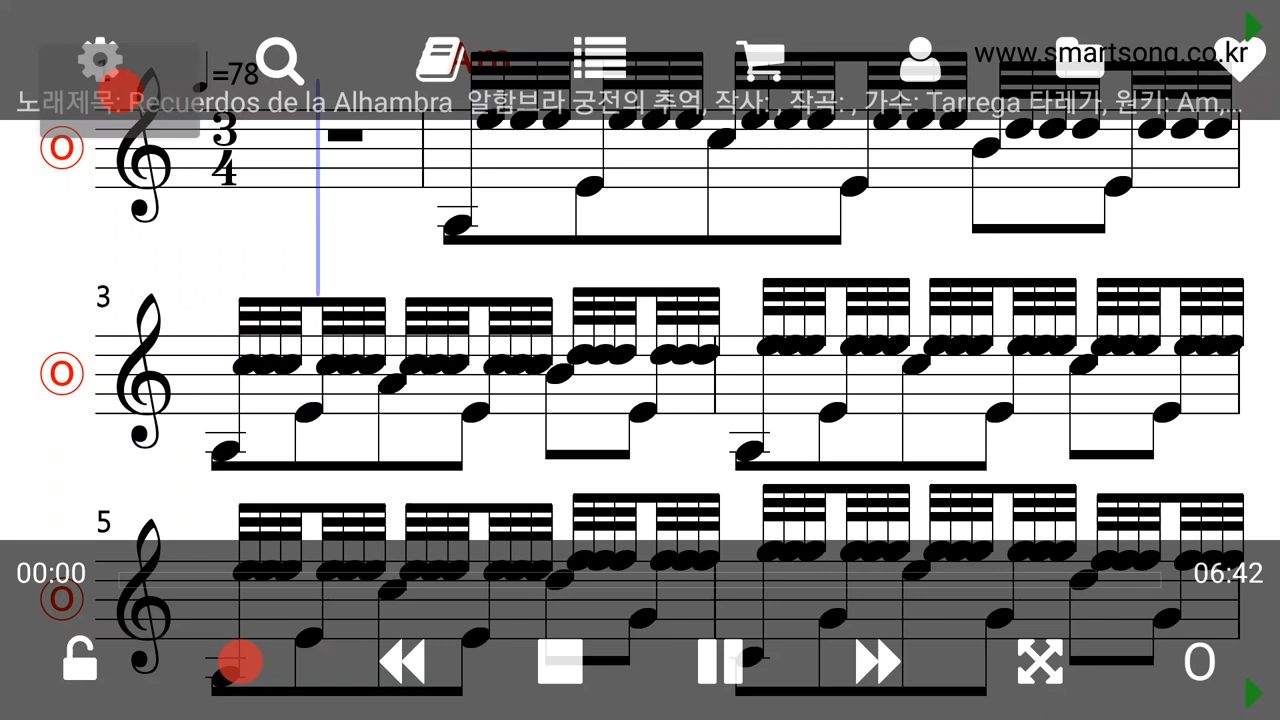 Am
www.smartsong.co.kr
♩=78
노래제목: Recuerdos de la Alhambra 알함브라 궁전의 추억, 작사: , 작곡: , 가수: Tarrega 타레가, 원키: Am,...
3
4
O
3
O
5
00:00
06:42
O
O